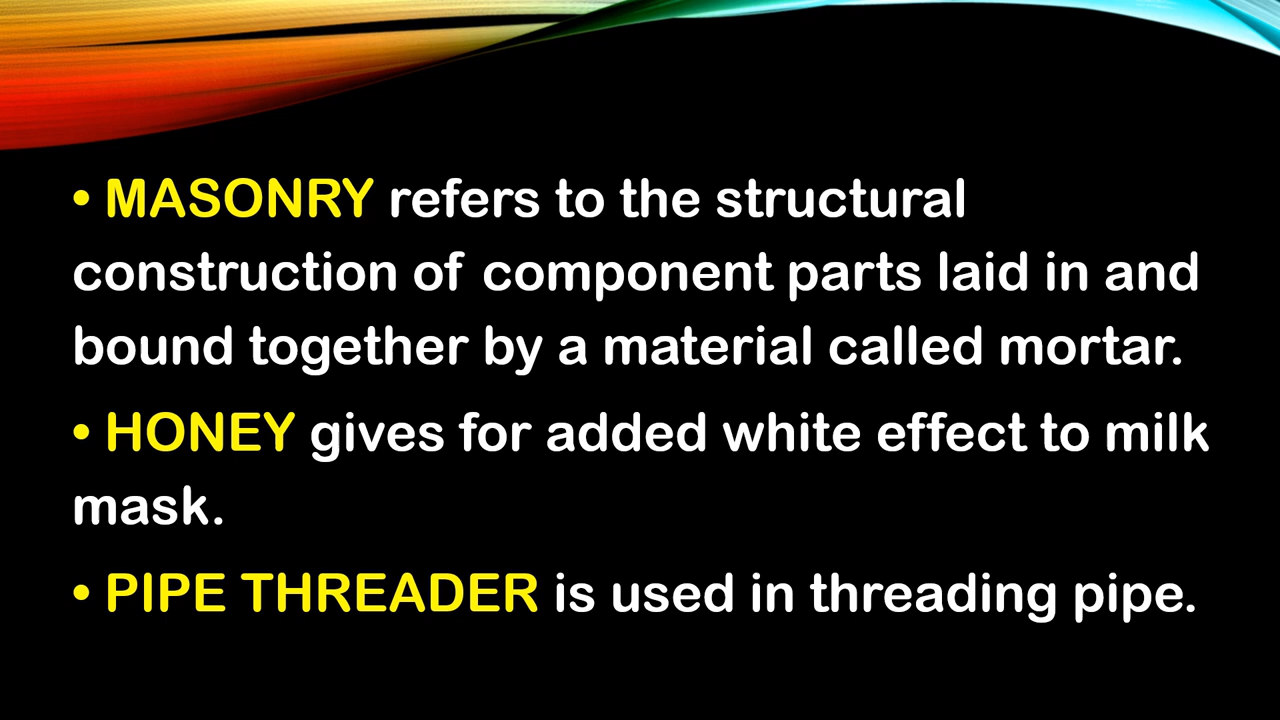 • MASONRY refers to the structural
construction of component parts laid in and
bound together by a material called mortar.
• HONEY gives for added white effect to milk
mask.
• PIPE THREADER is used in threading pipe.